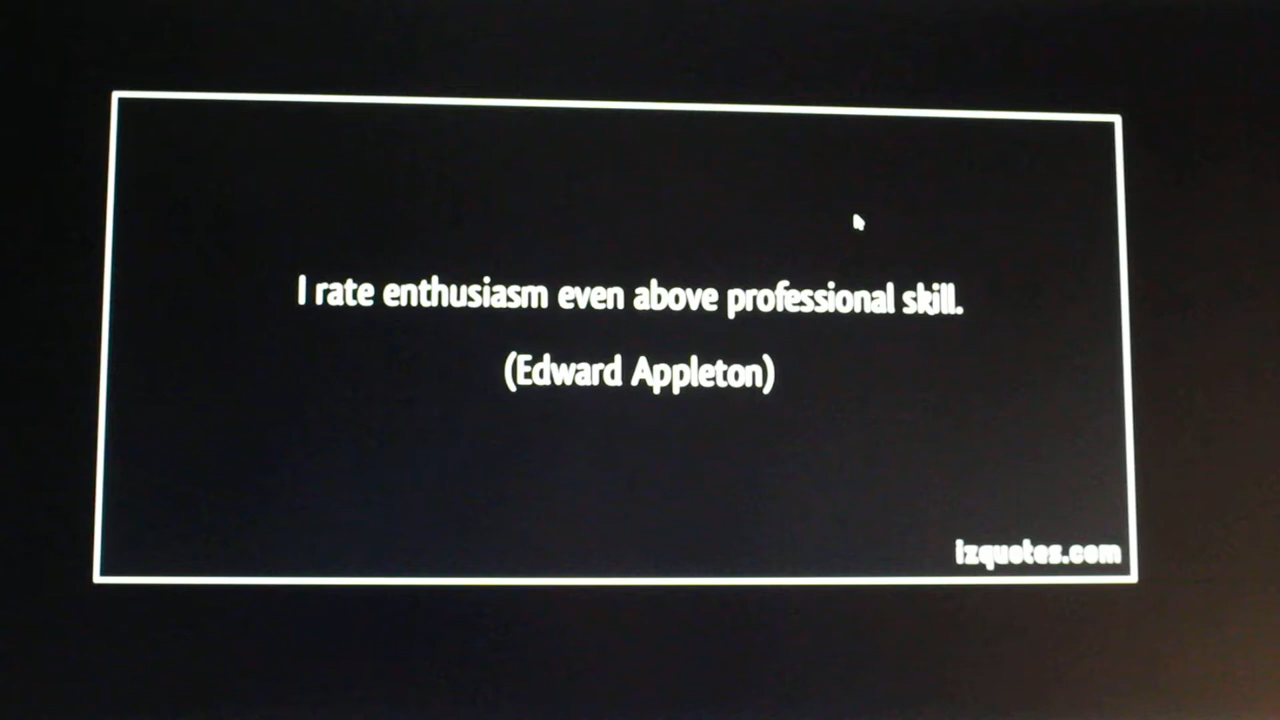 I rate enthusiasm even above professional skill.
(Edward Appleton)
izquotes.com